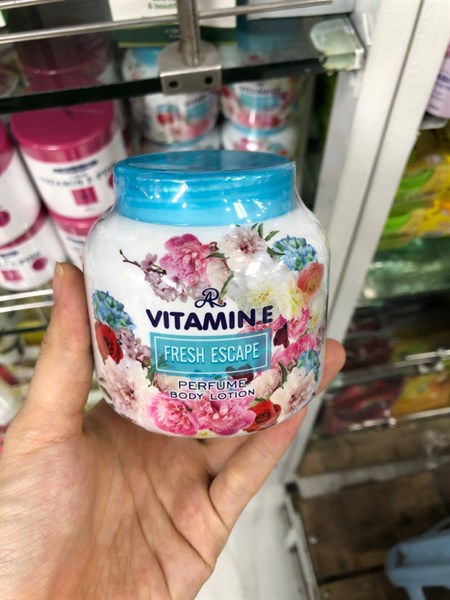 AR
VITAMIN E
FRESH ESCAPE
PERFUME
BODY LOTION